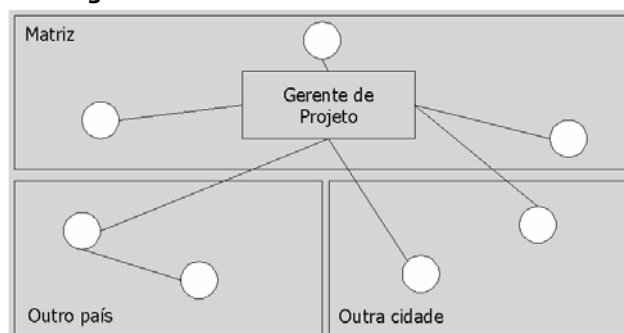 Matriz
Gerente de
Projeto
Outro país
Outra cidade